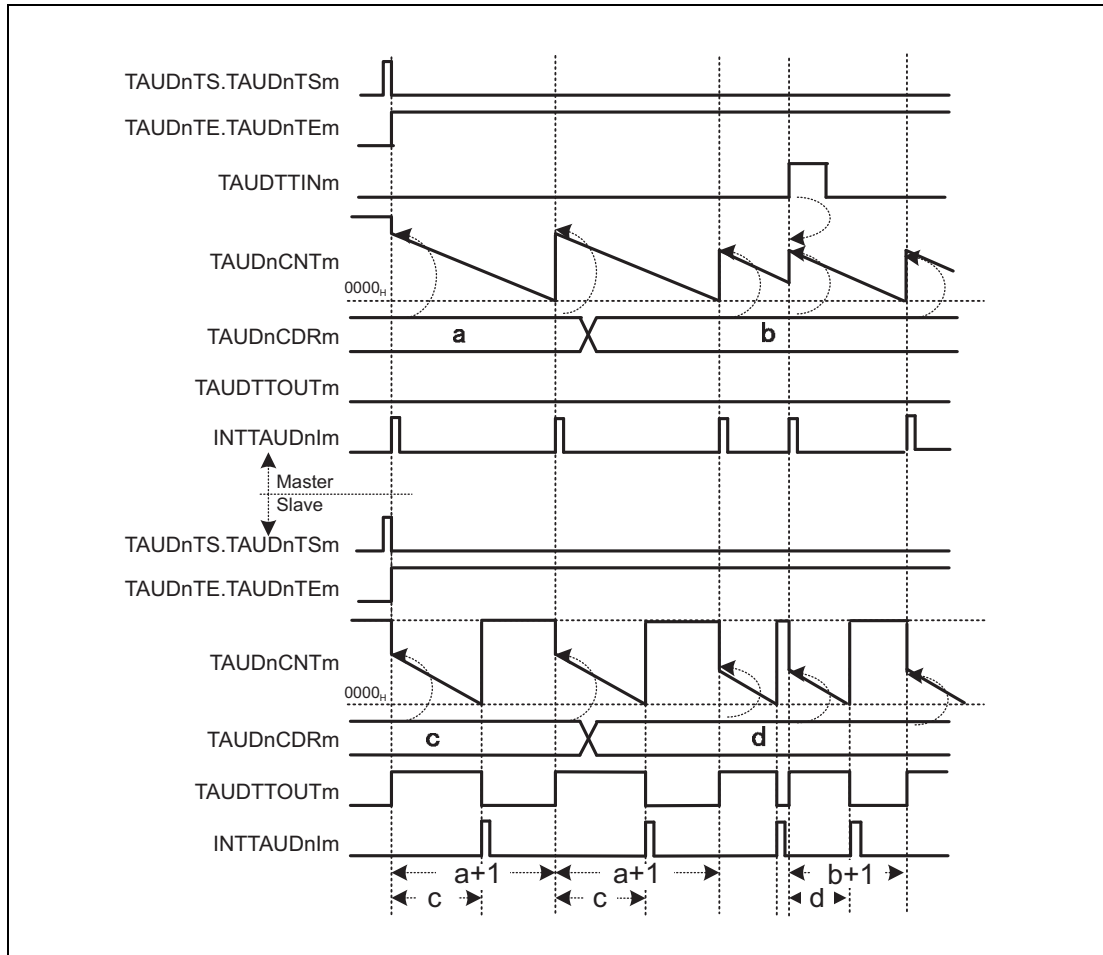 TAUDnTS.TAUDnTSm
TAUDnTE.TAUDnTEm
TAUDTTINm
TAUDnCNTm
0000H
TAUDnCDRm
a
b
TAUDTTOUTm
INTTAUDnIm
Master
Slave
TAUDnTS.TAUDnTSm
TAUDnTE.TAUDnTEm
TAUDnCNTm
0000H
TAUDnCDRm
c
d
TAUDTTOUTm
INTTAUDnIm
a+1
a+1
b+1
c
c
d